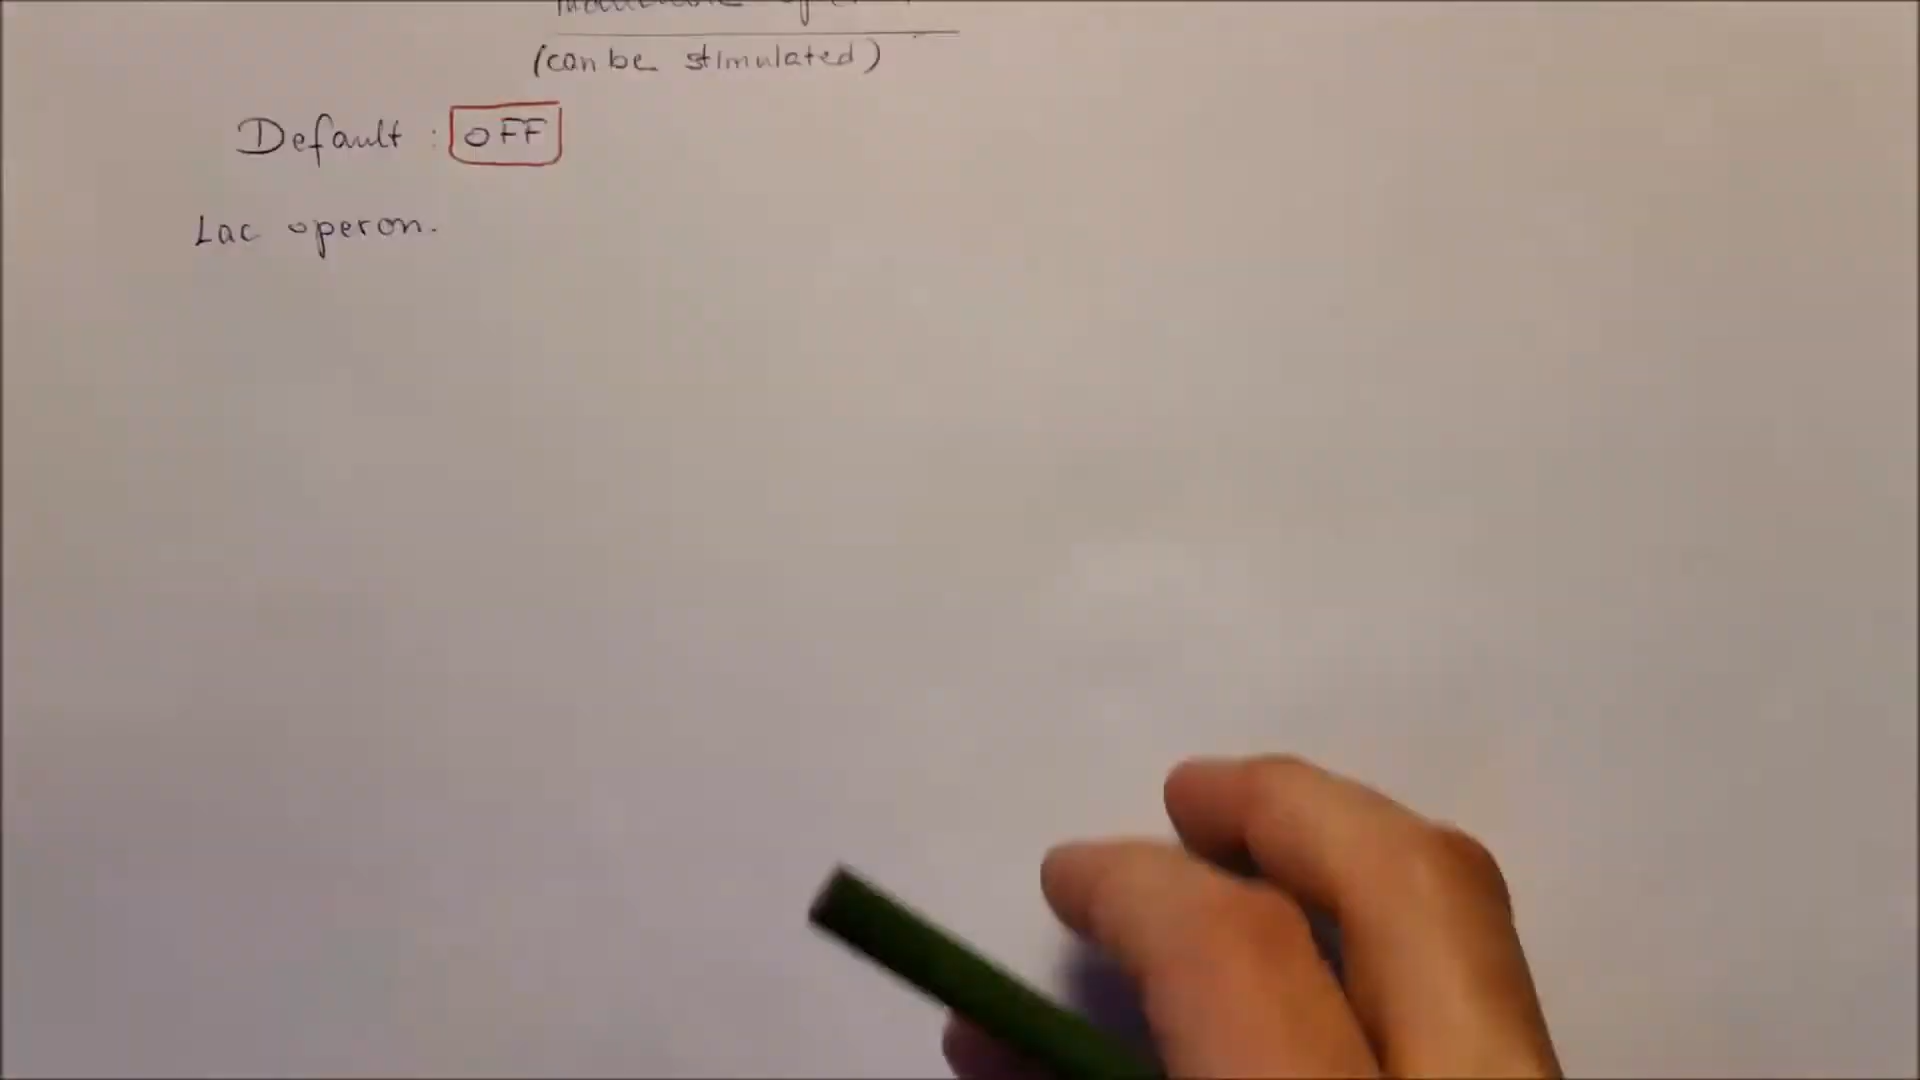 (can be stimulated)
Default : OFF
Lac operon.